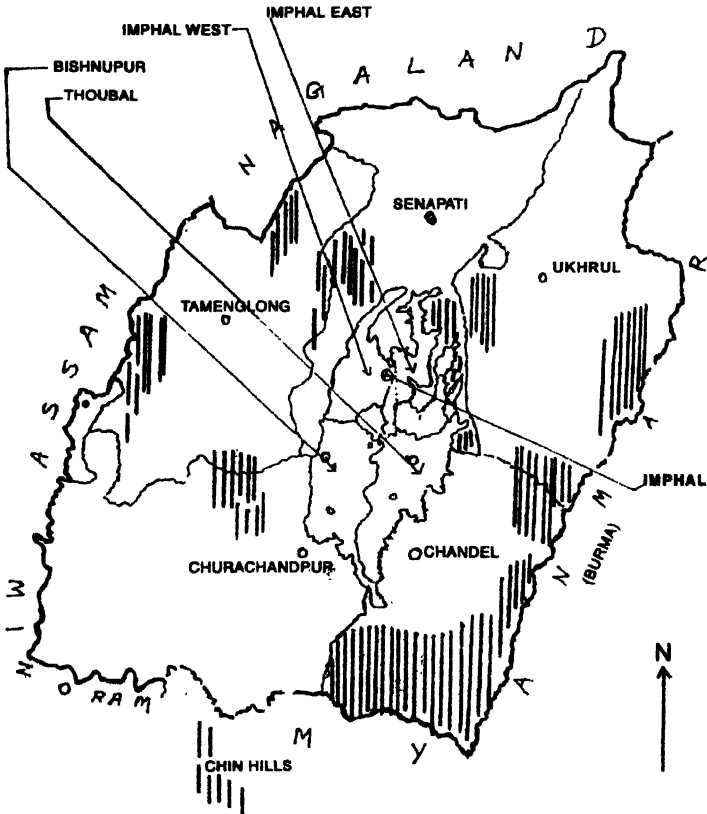 IMPHAL EAST
IMPHAL WEST
BISHNUPUR
THOUBAL
NAGALAND
SENAPATI
UKHRUL
TAMENGLONG
ASSAM
IMPHAL
CHURACHANDPUR
CHANDEL
(BURMA)
MIZORAM
MYANMAR
CHIN HILLS
N